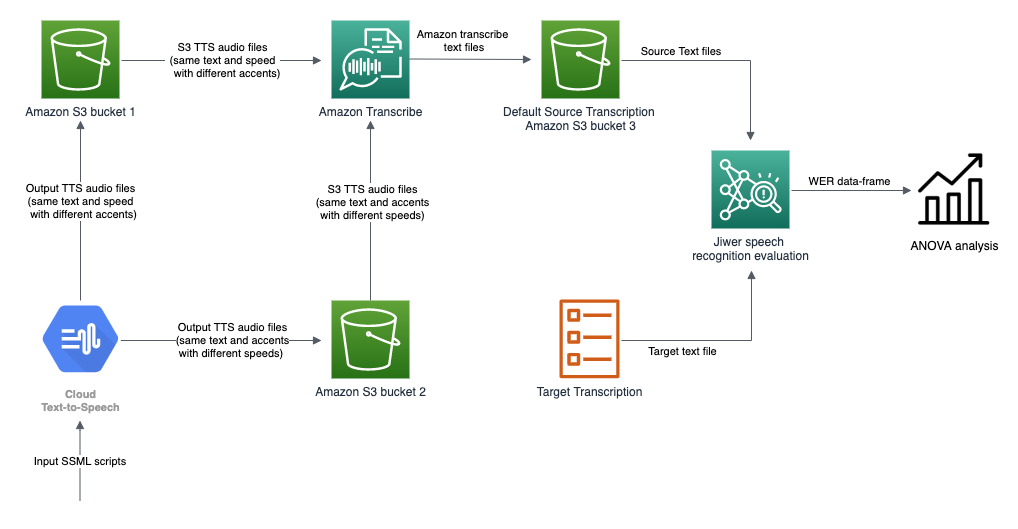 S3 TTS audio files
(same text and speed
with different accents)
Amazon transcribe
text files
Source Text files
Amazon S3 bucket 1
Amazon Transcribe
Default Source Transcription
Amazon S3 bucket 3
Output TTS audio files
(same text and speed
with different accents)
S3 TTS audio files
(same text and accents
with different speeds)
WER data-frame
Jiwer speech
recognition evaluation
ANOVA analysis
Output TTS audio files
(same text and accents
with different speeds)
Target text file
Cloud
Text-to-Speech
Amazon S3 bucket 2
Target Transcription
Input SSML scripts